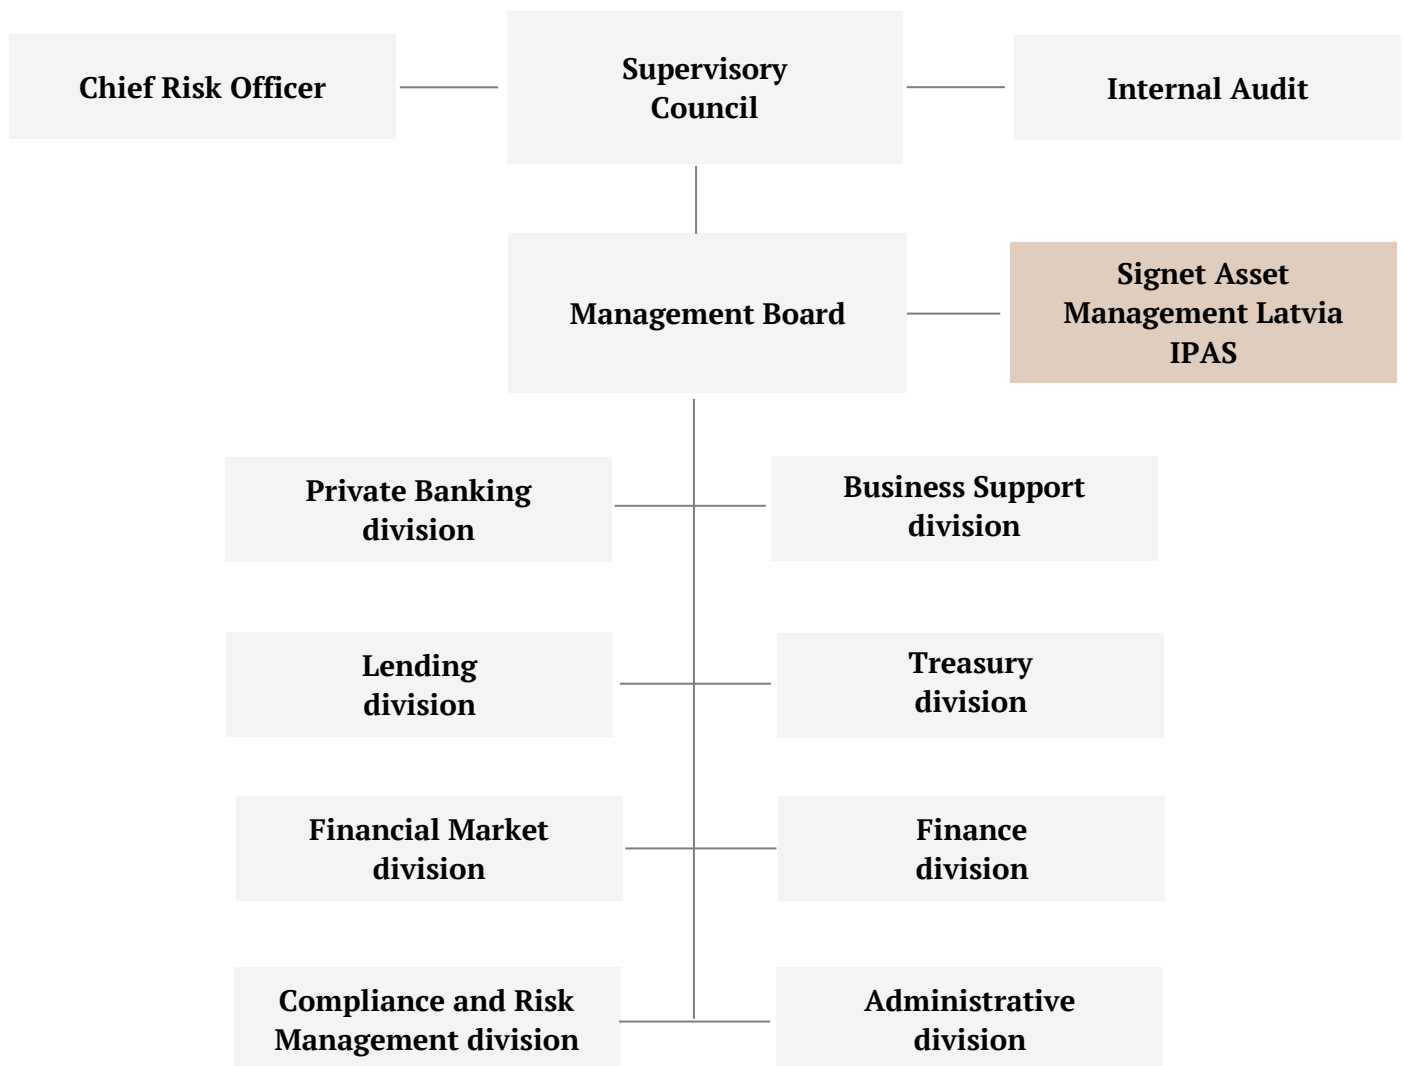 Chief Risk Officer
Supervisory
Council
Internal Audit
Management Board
Signet Asset
Management Latvia
IPAS
Private Banking
division
Business Support
division
Lending
division
Treasury
division
Financial Market
division
Finance
division
Compliance and Risk
Management division
Administrative
division